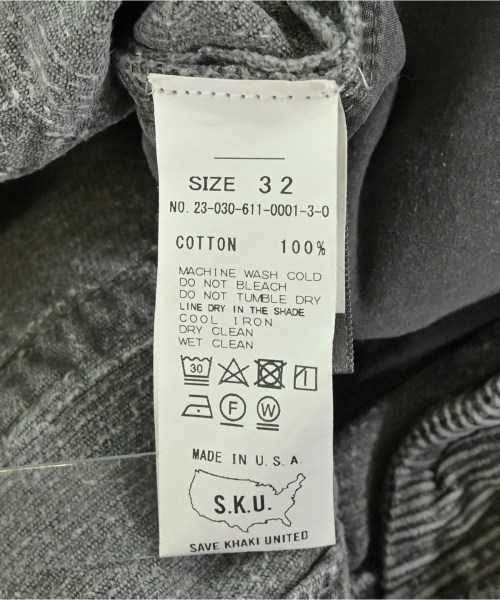 SIZE 32
NO. 23-030-611-0001-3-0
COTTON 100%
MACHINE WASH COLD
DO NOT BLEACH
DO NOT TUMBLE DRY
LINE DRY IN THE SHADE
COOL IRON
DRY CLEAN
WET CLEAN
30
F W
MADE IN U.S.A.
S.K.U.
SAVE KHAKI UNITED